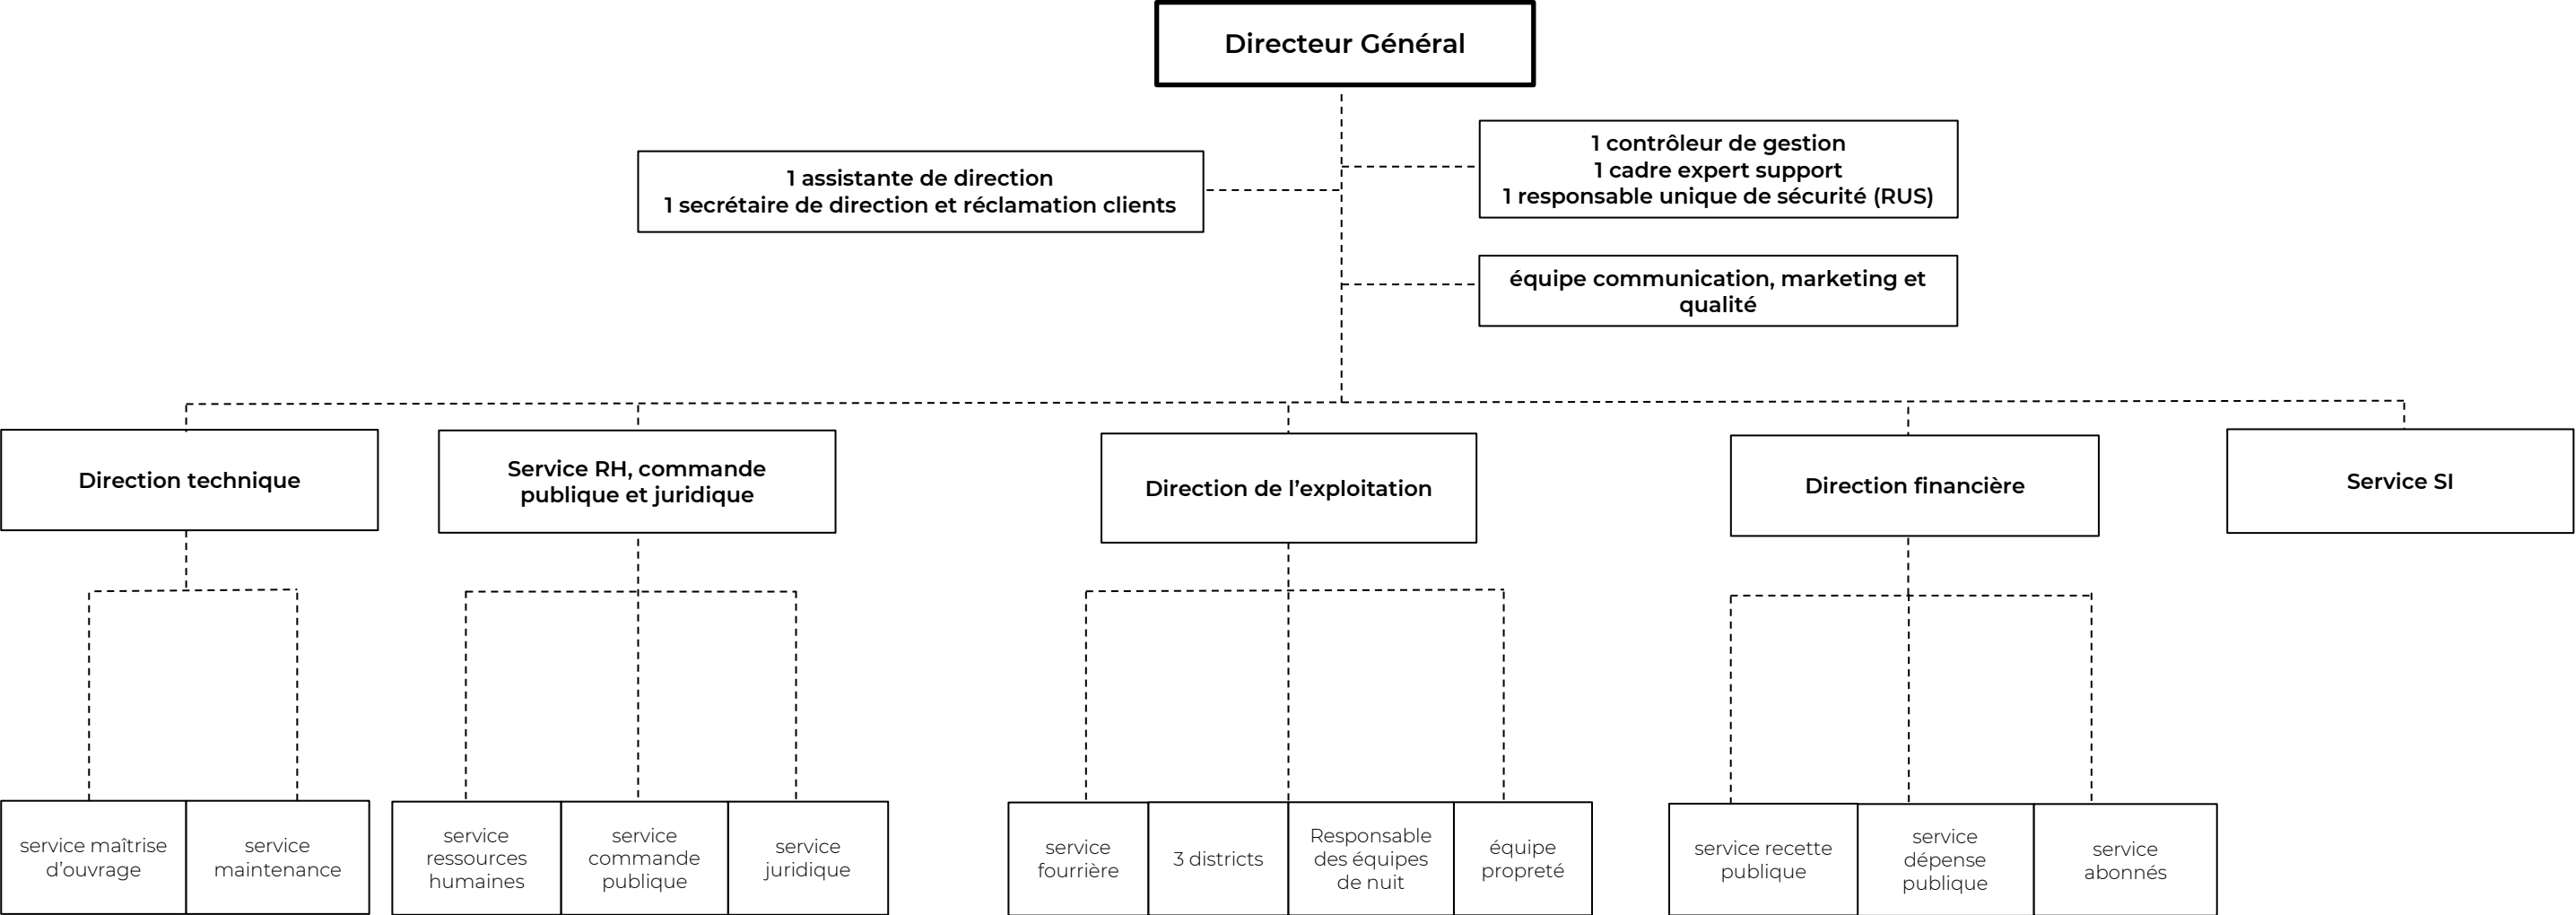 Directeur Général
1 assistante de direction
1 secrétaire de direction et réclamation clients
1 contrôleur de gestion
1 cadre expert support
1 responsable unique de sécurité (RUS)
équipe communication, marketing et
qualité
Direction technique
Service RH, commande
publique et juridique
Direction de l’exploitation
Direction financière
Service SI
service maîtrise
d’ouvrage
service
maintenance
service
ressources
humaines
service
commande
publique
service
juridique
service
fourrière
3 districts
Responsable
des équipes
de nuit
équipe
propreté
service recette
publique
service
dépense
publique
service
abonnés